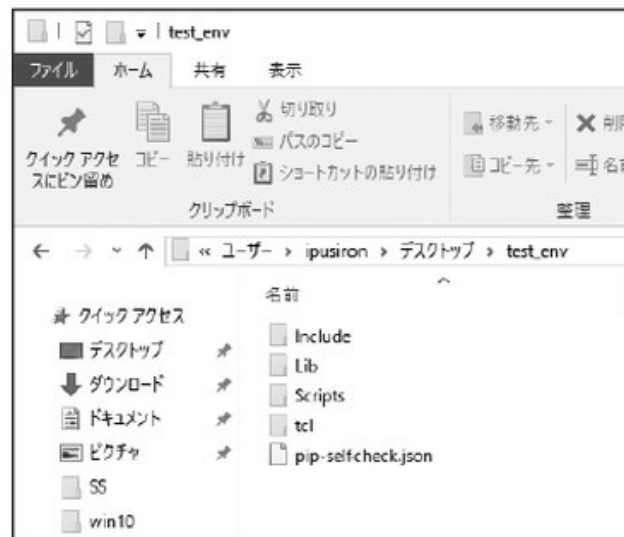 test_env
ファイル ホーム 共有 表示
クイック アクセスにピン留め
コピー
貼り付け
切り取り
パスのコピー
ショートカットの貼り付け
クリップボード
移動先
コピー先
削
名
整理
« ユーザー › ipusiron › デスクトップ › test_env
クイック アクセス
デスクトップ
ダウンロード
ドキュメント
ピクチャ
SS
win10
名前
Include
Lib
Scripts
tcl
pip-selfcheck.json